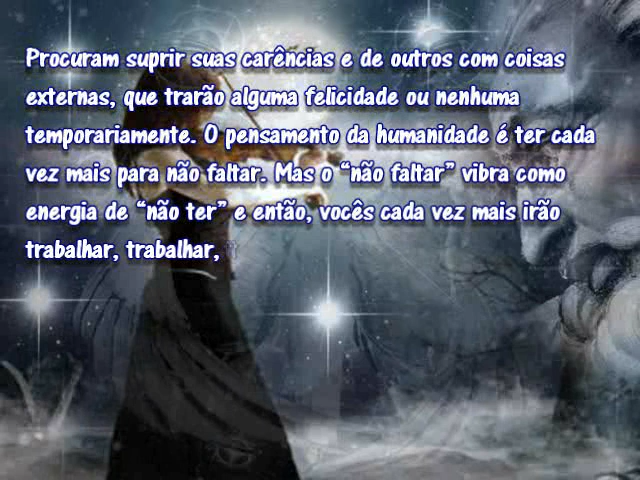 Procuram suprir suas carências e de outros com coisas
externas, que trarão alguma felicidade ou nenhuma
temporariamente. O pensamento da humanidade é ter cada
vez mais para não faltar. Mas o “não faltar” vibra como
energia de “não ter” e então, vocês cada vez mais irão
trabalhar, trabalhar,